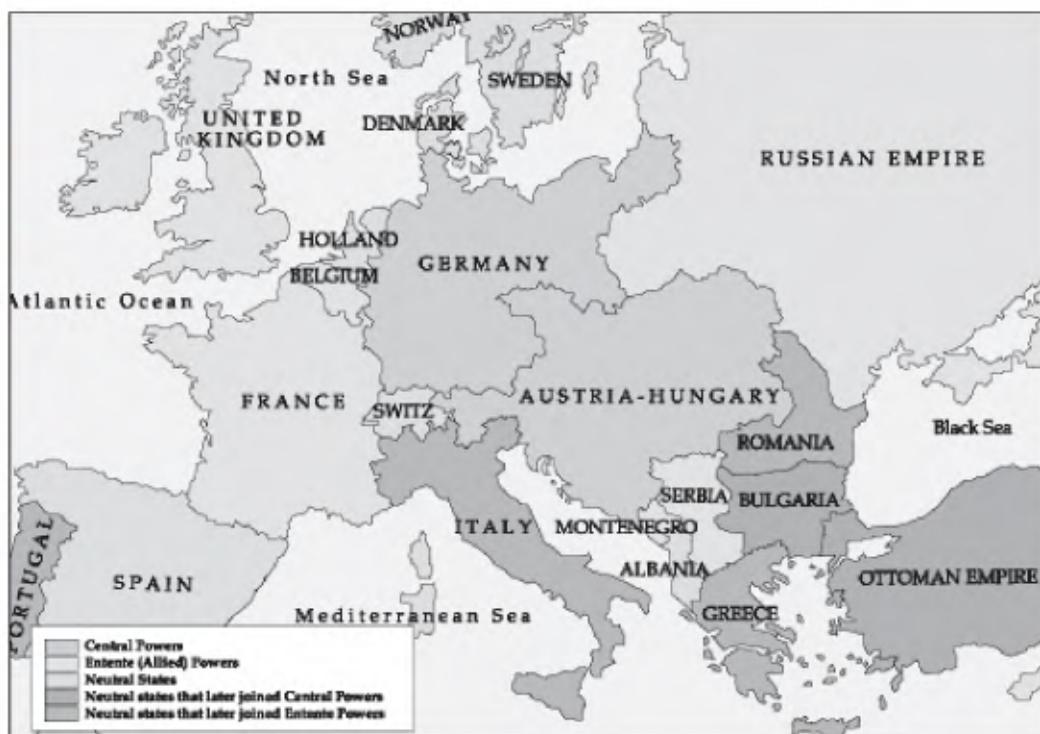 NORWAY
North Sea
SWEDEN
UNITED
KINGDOM
DENMARK
RUSSIAN EMPIRE
HOLLAND
GERMANY
BELGIUM
Atlantic Ocean
FRANCE
SWITZ
AUSTRIA-HUNGARY
Black Sea
ROMANIA
SERBIA
BULGARIA
ITALY
MONTENEGRO
ALBANIA
OTTOMAN EMPIRE
PORTUGAL
SPAIN
GREECE
Mediterranean Sea
Central Powers
Entente (Allied) Powers
Neutral States
Neutral states that later joined Central Powers
Neutral states that later joined Entente Powers